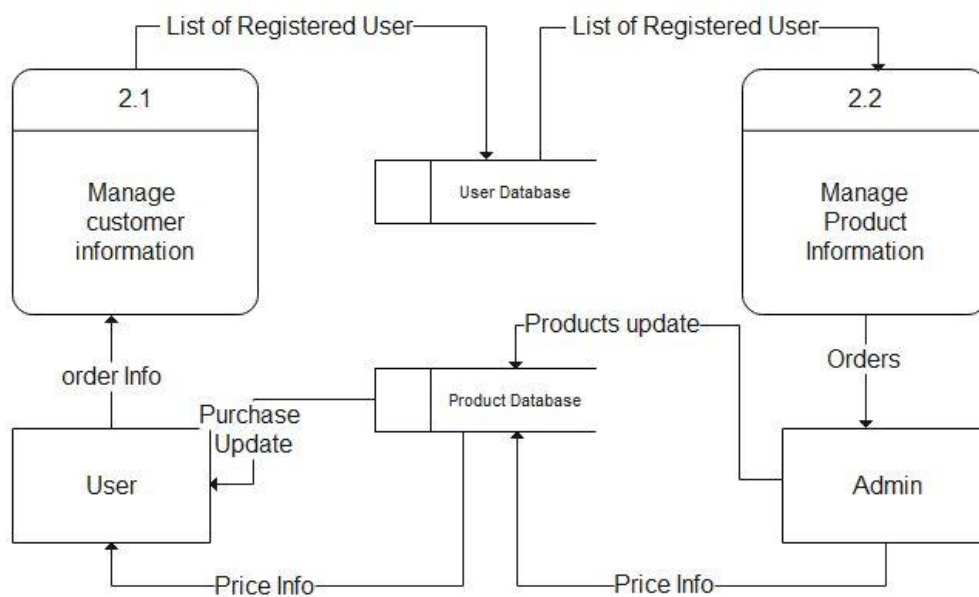 List of Registered User
List of Registered User
2.1
2.2
Manage
customer
information
User Database
Manage
Product
Information
Products update
order Info
Orders
Product Database
Purchase
Update
User
Admin
Price Info
Price Info